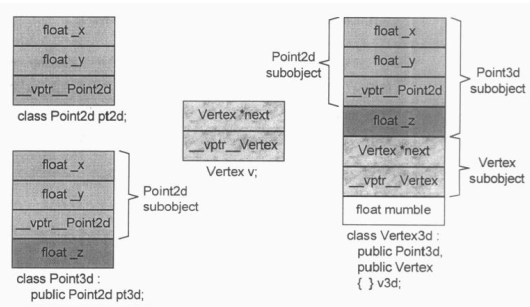 float _x
float _y
__vptr__Point2d
class Point2d pt2d;
float _x
float _y
__vptr__Point2d
float _z
Point2d
subobject
class Point3d :
public Point2d pt3d;
Vertex *next
__vptr__Vertex
Vertex v;
Point2d
subobject
float _x
float _y
__vptr__Point2d
float _z
Vertex *next
__vptr__Vertex
float mumble
Point3d
subobject
Vertex
subobject
class Vertex3d :
public Point3d,
public Vertex
{ } v3d;